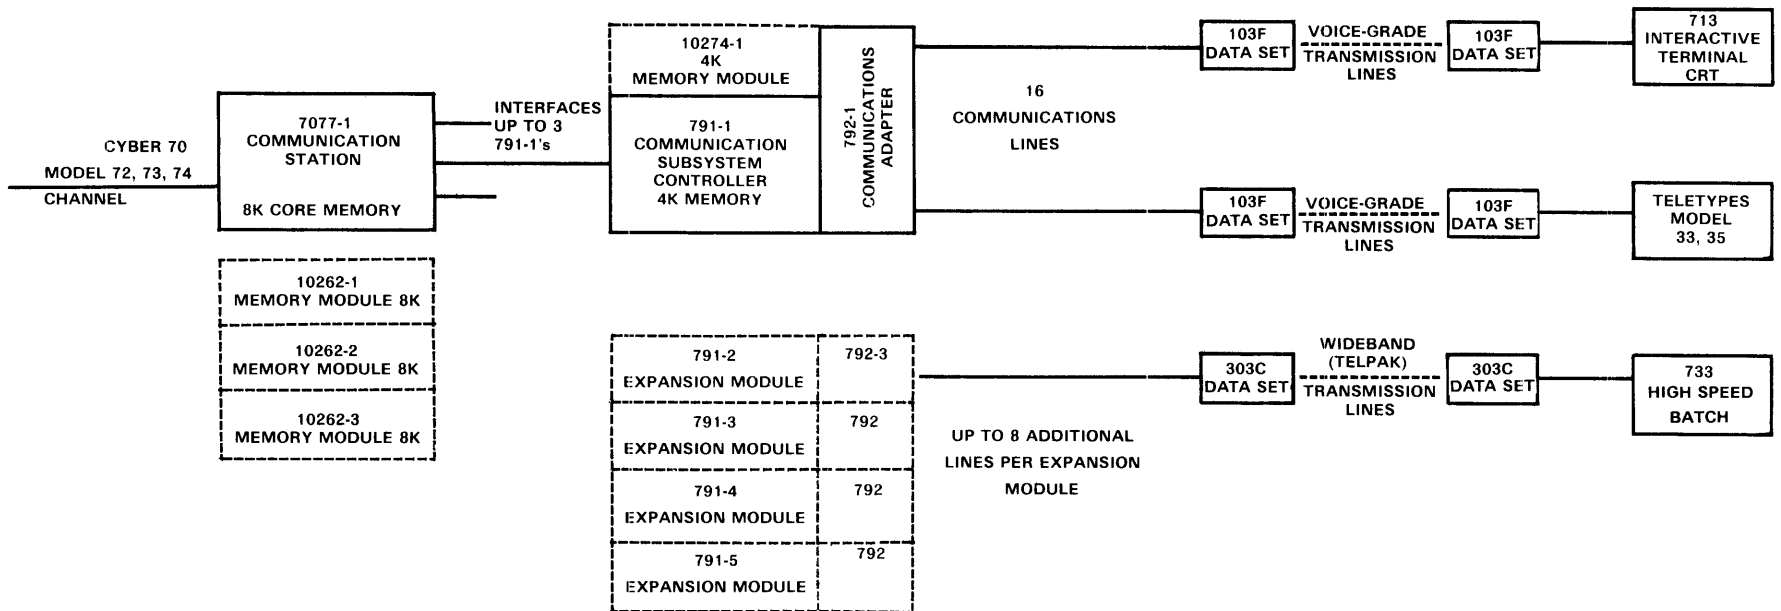 CYBER 70
MODEL 72, 73, 74
CHANNEL
7077-1
COMMUNICATION
STATION
8K CORE MEMORY
10262-1
MEMORY MODULE 8K
10262-2
MEMORY MODULE 8K
10262-3
MEMORY MODULE 8K
INTERFACES
UP TO 3
791-1's
10274-1
4K
MEMORY MODULE
791-1
COMMUNICATION
SUBSYSTEM
CONTROLLER
4K MEMORY
792-1
COMMUNICATIONS
ADAPTER
16
COMMUNICATIONS
LINES
103F
DATA SET
VOICE-GRADE
TRANSMISSION
LINES
103F
DATA SET
713
INTERACTIVE
TERMINAL
CRT
103F
DATA SET
VOICE-GRADE
TRANSMISSION
LINES
103F
DATA SET
TELETYPES
MODEL
33, 35
791-2
EXPANSION MODULE
792-3
791-3
EXPANSION MODULE
792
791-4
EXPANSION MODULE
792
791-5
EXPANSION MODULE
792
UP TO 8 ADDITIONAL
LINES PER EXPANSION
MODULE
303C
DATA SET
WIDEBAND
(TELPAK)
TRANSMISSION
LINES
303C
DATA SET
733
HIGH SPEED
BATCH